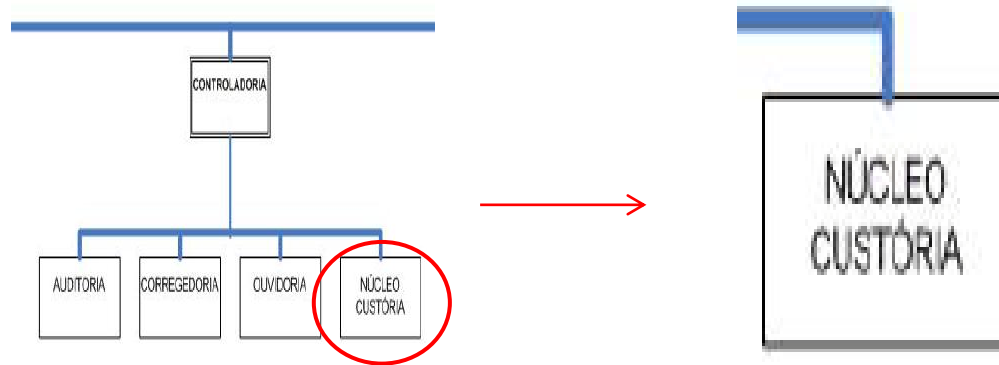 CONTROLADORIA
AUDITORIA
CORREGEDORIA
OUVIDORIA
NÚCLEO
CUSTÓRIA
NÚCLEO
CUSTÓRIA